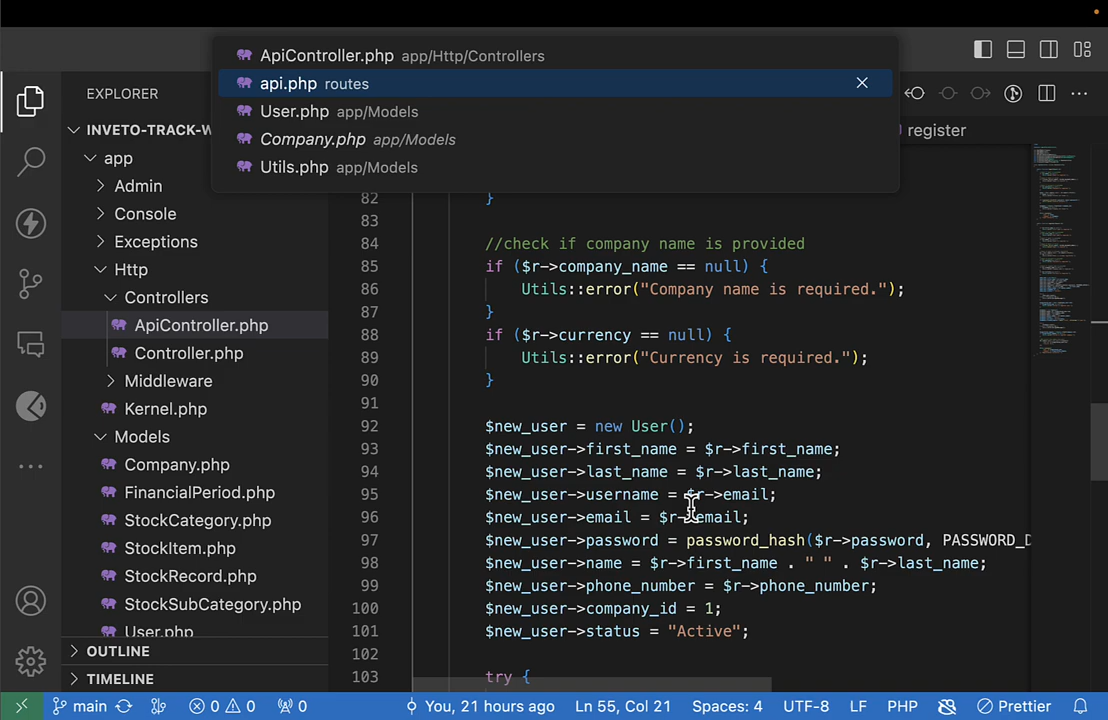 ApiController.php app/Http/Controllers
api.php routes
User.php app/Models
Company.php app/Models
Utils.php app/Models
EXPLORER
INVETO-TRACK-W
app
Admin
Console
Exceptions
Http
Controllers
ApiController.php
Controller.php
Middleware
Kernel.php
Models
Company.php
FinancialPeriod.php
StockCategory.php
StockItem.php
StockRecord.php
StockSubCategory.php
User.php
OUTLINE
TIMELINE
register
82 }
83
84 //check if company name is provided
85 if ($r->company_name == null) {
86 Utils::error("Company name is required.");
87 }
88 if ($r->currency == null) {
89 Utils::error("Currency is required.");
90 }
91
92 $new_user = new User();
93 $new_user->first_name = $r->first_name;
94 $new_user->last_name = $r->last_name;
95 $new_user->username = $r->email;
96 $new_user->email = $r->email;
97 $new_user->password = password_hash($r->password, PASSWORD_D
98 $new_user->name = $r->first_name . " " . $r->last_name;
99 $new_user->phone_number = $r->phone_number;
100 $new_user->company_id = 1;
101 $new_user->status = "Active";
102
103 try {
main 0 0 0 You, 21 hours ago Ln 55, Col 21 Spaces: 4 UTF-8 LF PHP Prettier